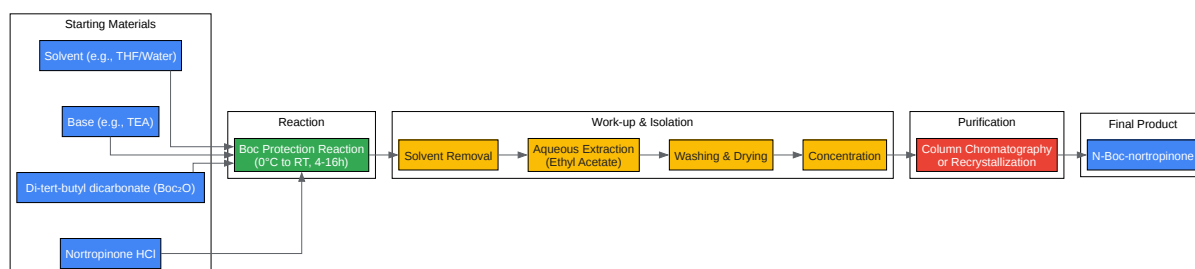 Starting Materials
Solvent (e.g., THF/Water)
Base (e.g., TEA)
Di-tert-butyl dicarbonate (Boc₂O)
Nortropinone HCl
Reaction
Boc Protection Reaction
(0°C to RT, 4-16h)
Work-up & Isolation
Solvent Removal
Aqueous Extraction
(Ethyl Acetate)
Washing & Drying
Concentration
Purification
Column Chromatography
or Recrystallization
Final Product
N-Boc-nortropinone